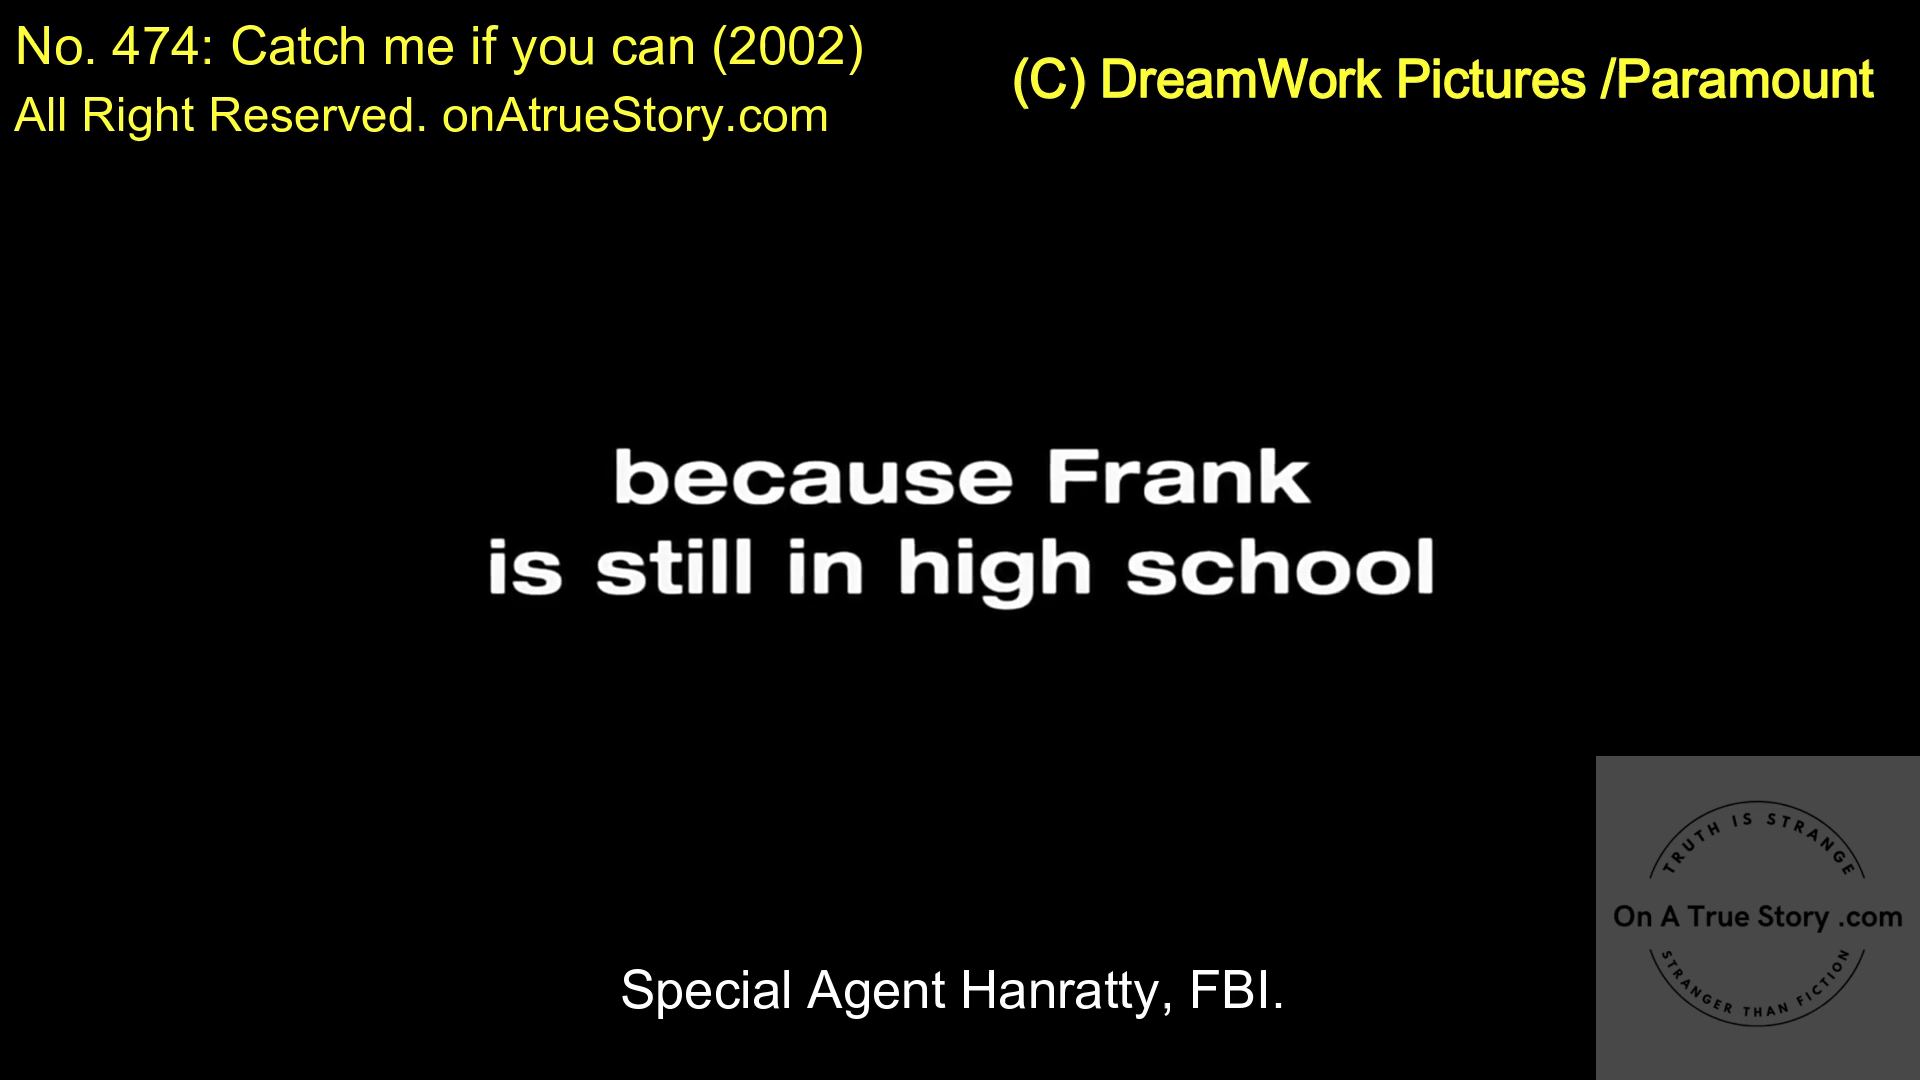 No. 474: Catch me if you can (2002)
All Right Reserved. onAtrueStory.com
(C) DreamWork Pictures /Paramount
because Frank
is still in high school
TRUTH IS STRANGE
On A True Story .com
STRANGER THAN FICTION
Special Agent Hanratty, FBI.